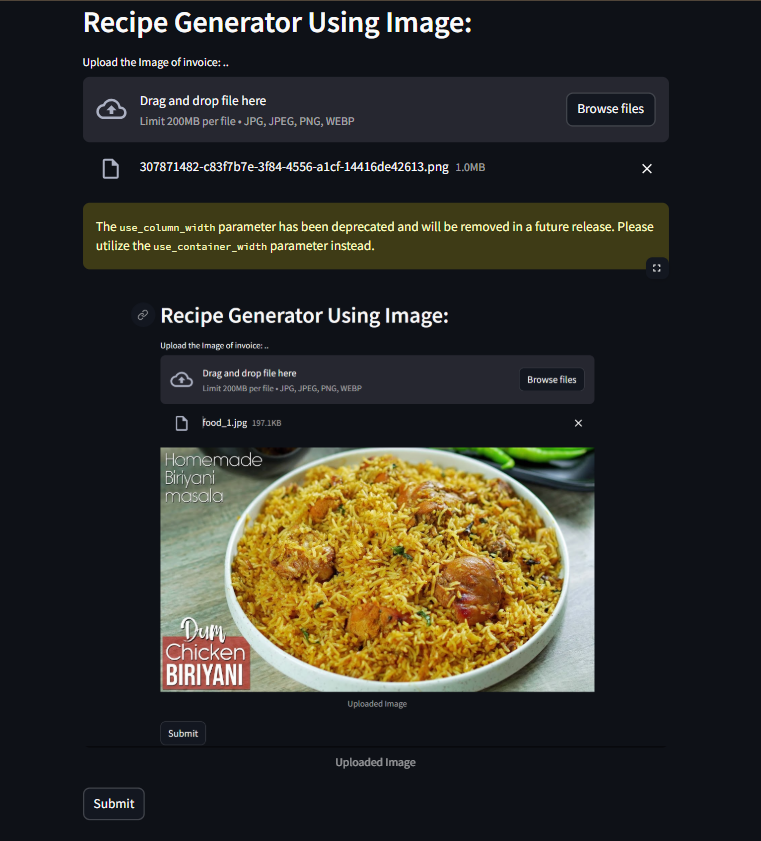 Recipe Generator Using Image:
Upload the Image of invoice: ..
Drag and drop file here
Limit 200MB per file • JPG, JPEG, PNG, WEBP
Browse files
307871482-c83f7b7e-3f84-4556-a1cf-14416de42613.png 1.0MB
The use_column_width parameter has been deprecated and will be removed in a future release. Please
utilize the use_container_width parameter instead.
Recipe Generator Using Image:
Upload the Image of invoice: ..
Drag and drop file here
Limit 200MB per file • JPG, JPEG, PNG, WEBP
Browse files
food_1.jpg 197.1KB
Homemade
Biriyani
masala
Dum
Chicken
BIRIYANI
Uploaded Image
Submit
Uploaded Image
Submit